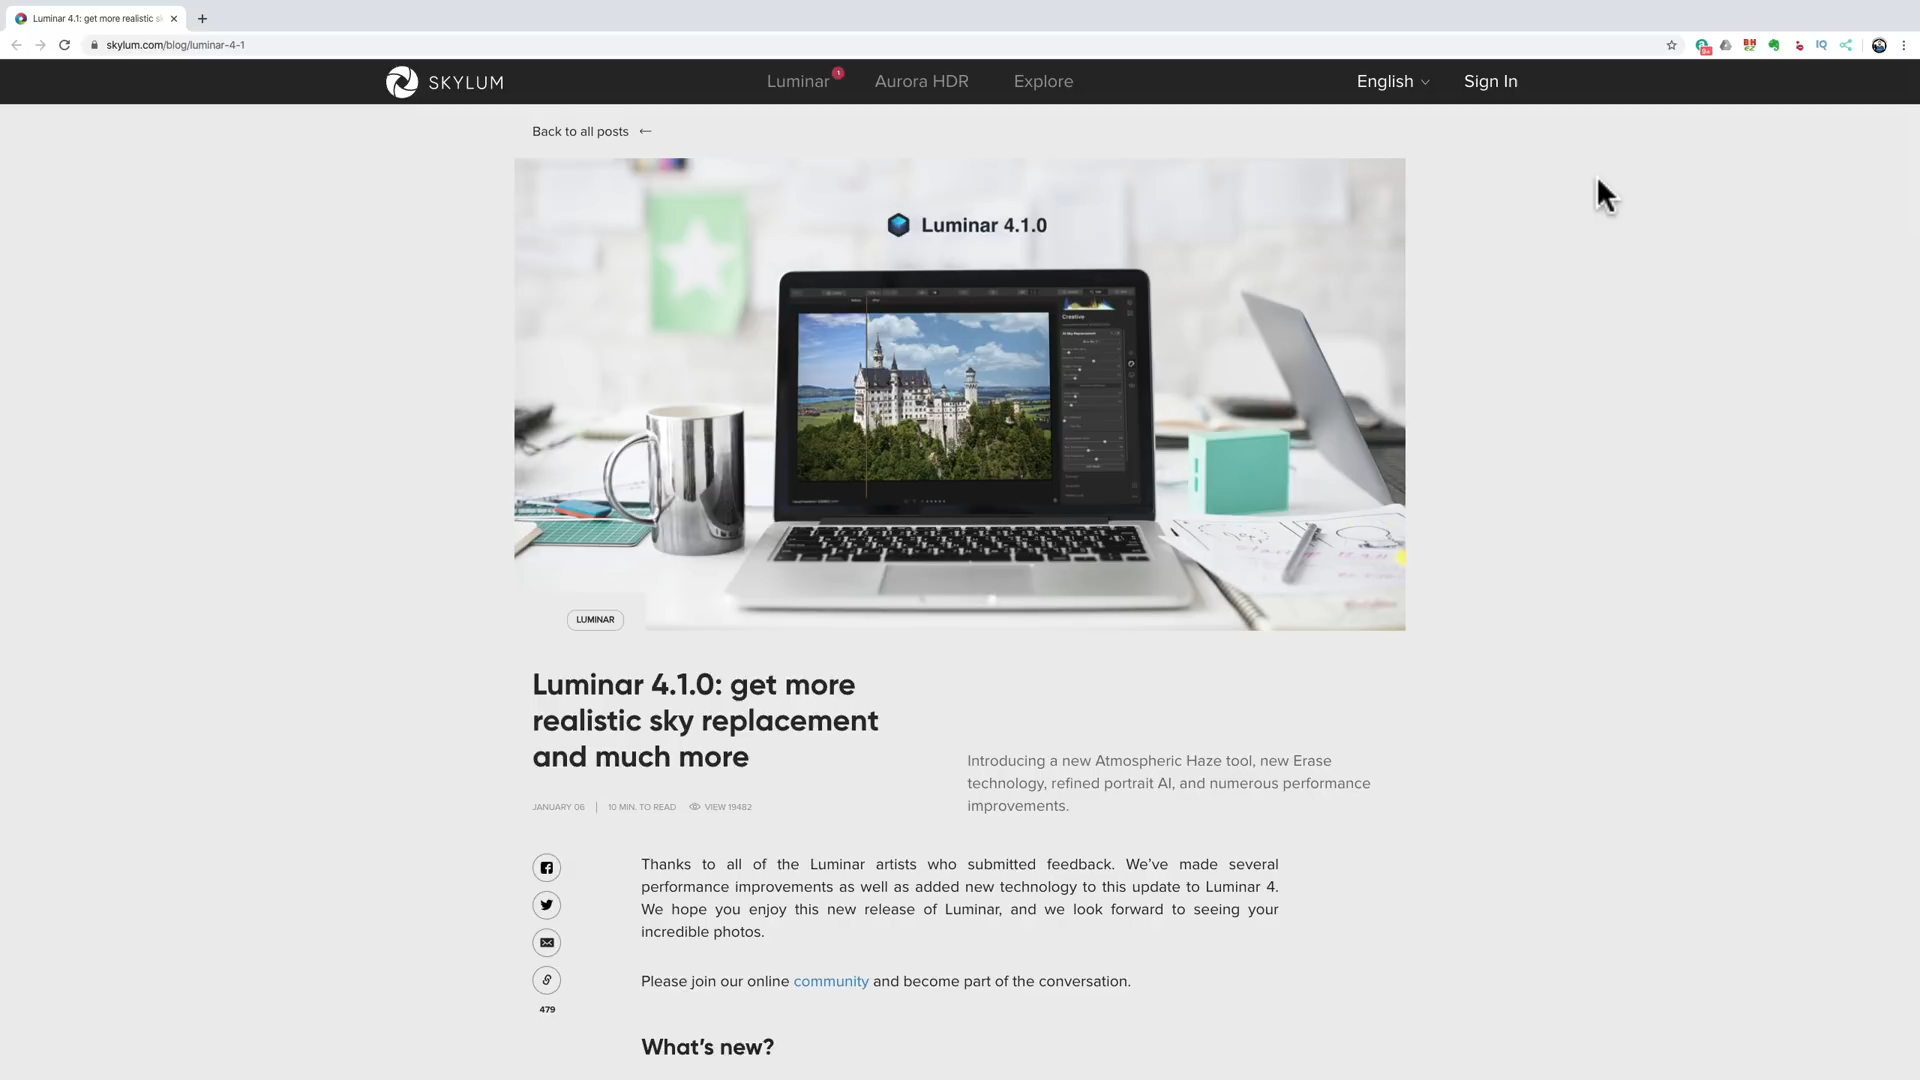 Luminar 4.1: get more realistic s
skylum.com/blog/luminar-4-1
SKYLUM
Luminar 1
Aurora HDR
Explore
English
Sign In
Back to all posts ←
Luminar 4.1.0
Creative
LUMINAR
Luminar 4.1.0: get more
realistic sky replacement
and much more
Introducing a new Atmospheric Haze tool, new Erase
technology, refined portrait AI, and numerous performance
improvements.
JANUARY 06 | 10 MIN. TO READ VIEW 19482
Thanks to all of the Luminar artists who submitted feedback. We’ve made several
performance improvements as well as added new technology to this update to Luminar 4.
We hope you enjoy this new release of Luminar, and we look forward to seeing your
incredible photos.
Please join our online community and become part of the conversation.
479
What’s new?